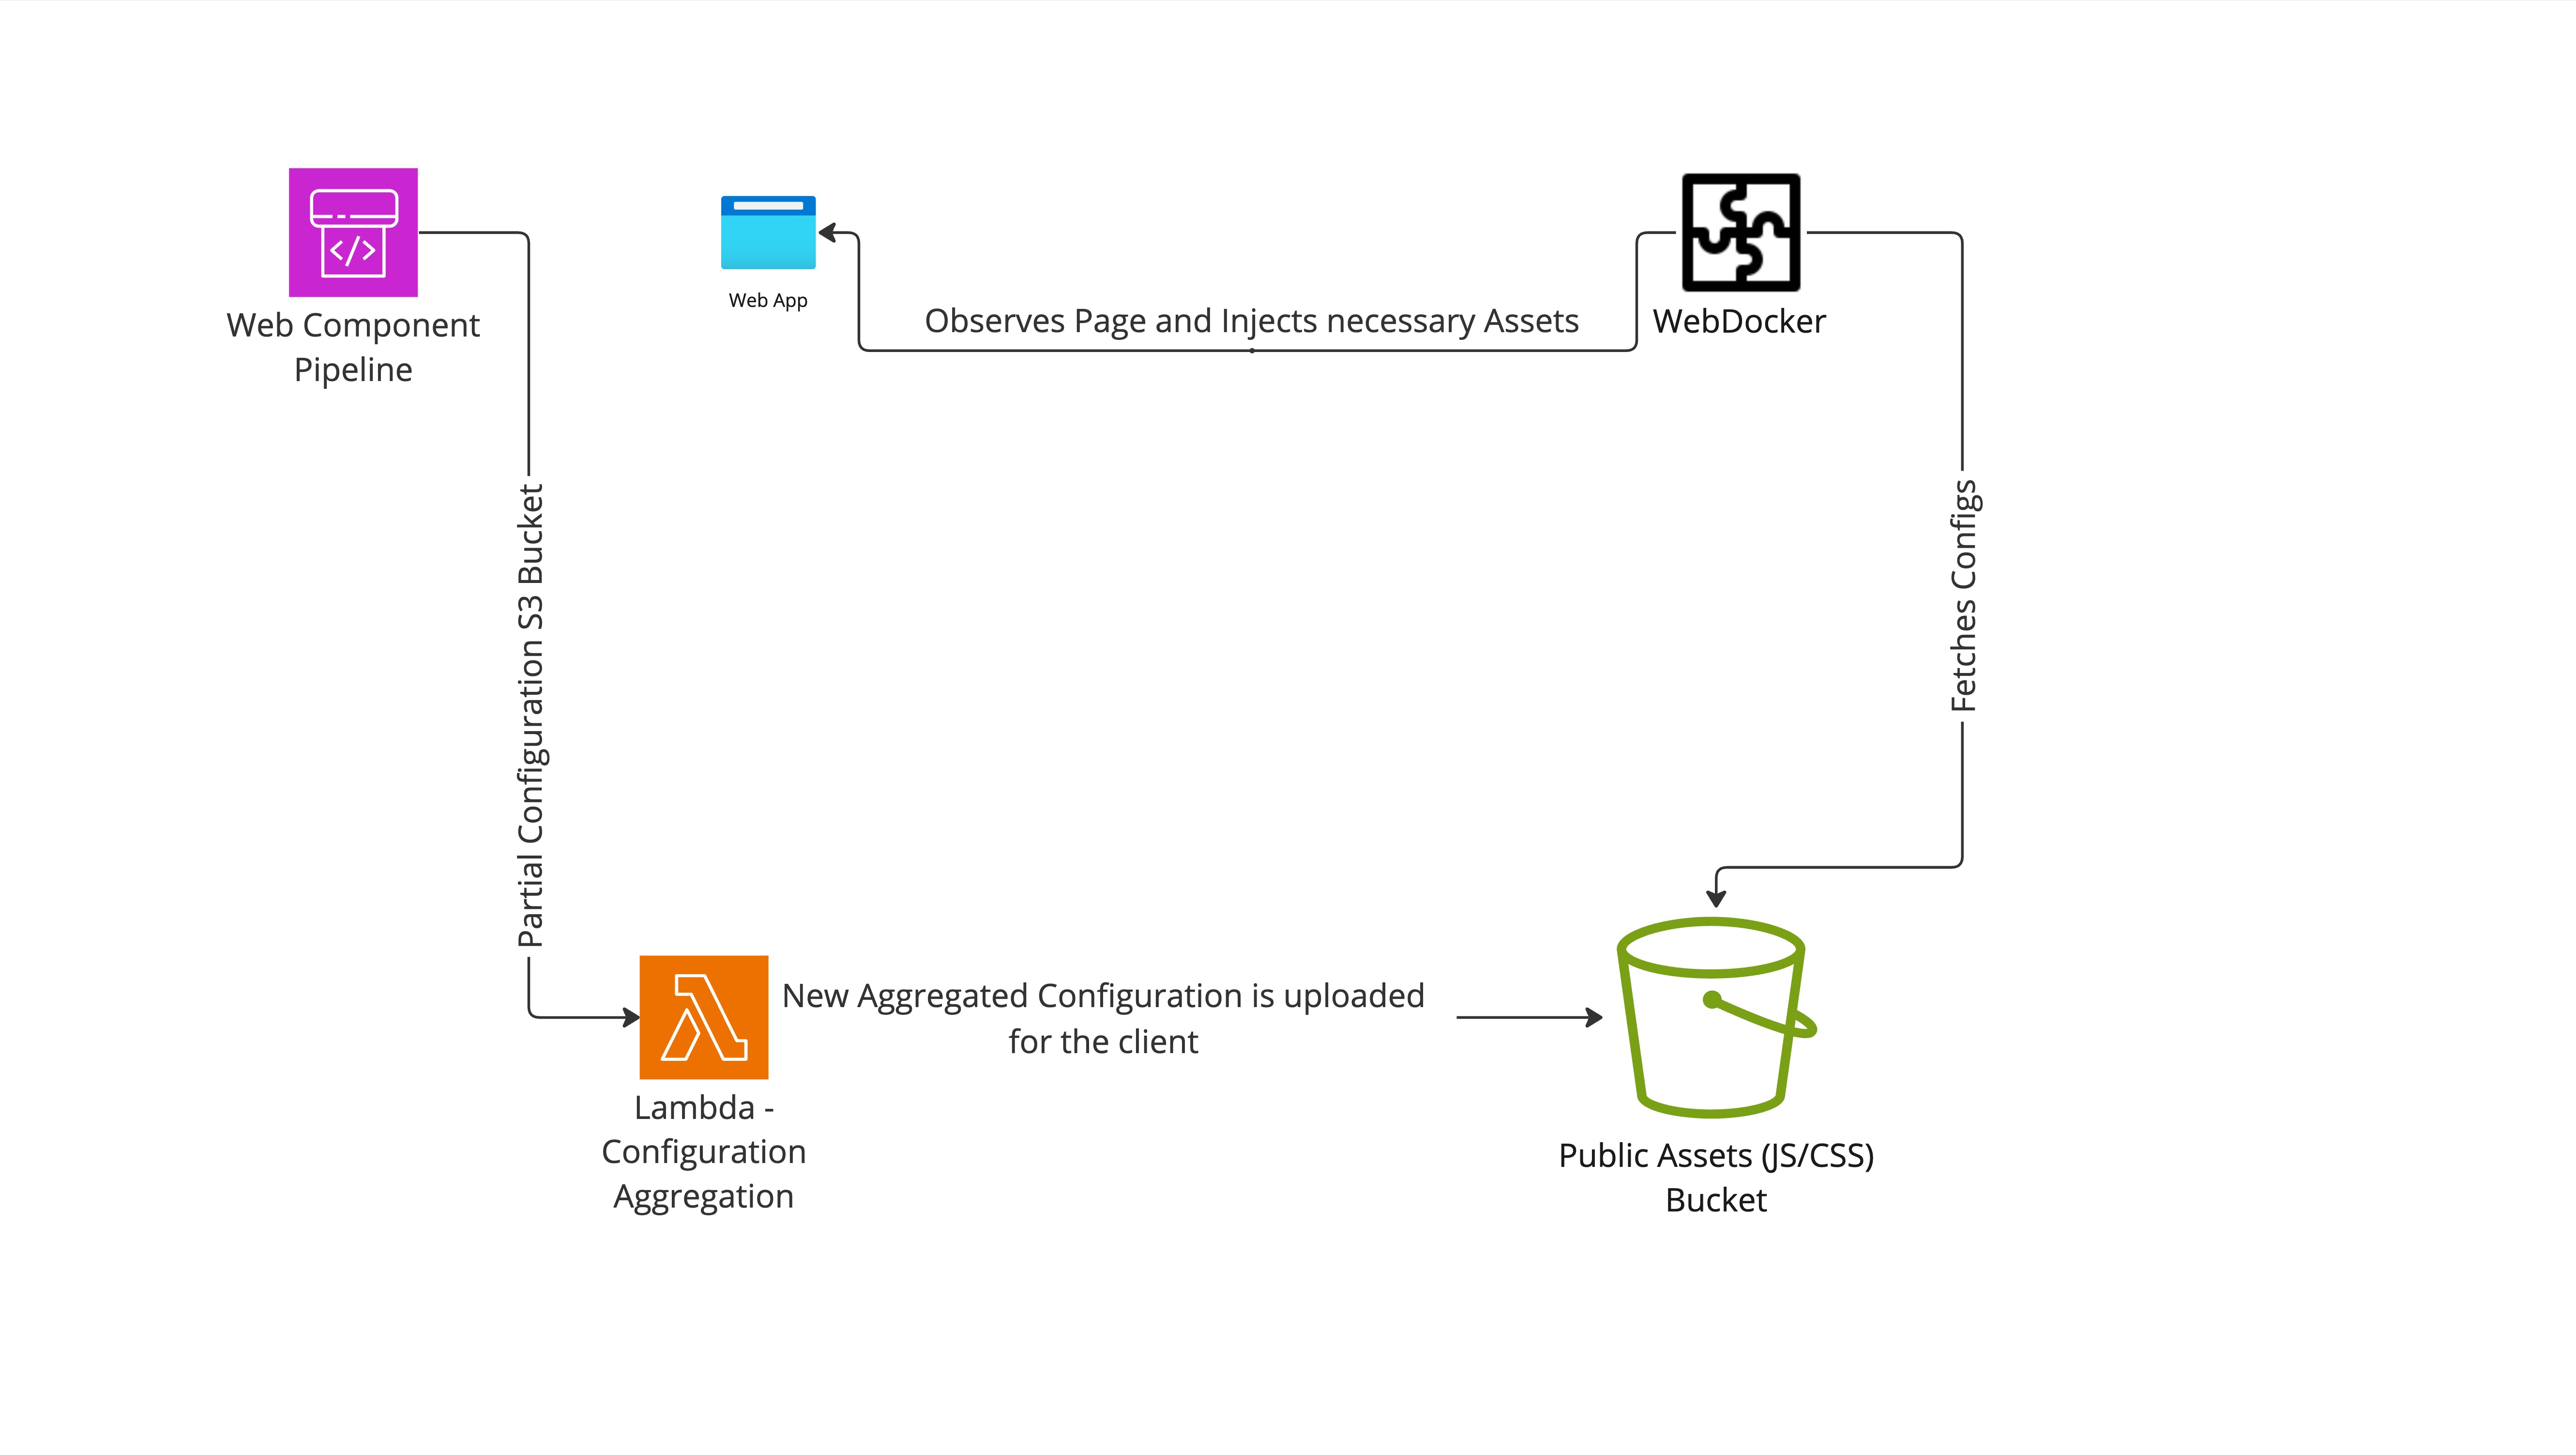 Web Component
Pipeline
Web App
Observes Page and Injects necessary Assets
WebDocker
Partial Configuration S3 Bucket
Fetches Configs
New Aggregated Configuration is uploaded
for the client
Lambda -
Configuration
Aggregation
Public Assets (JS/CSS)
Bucket